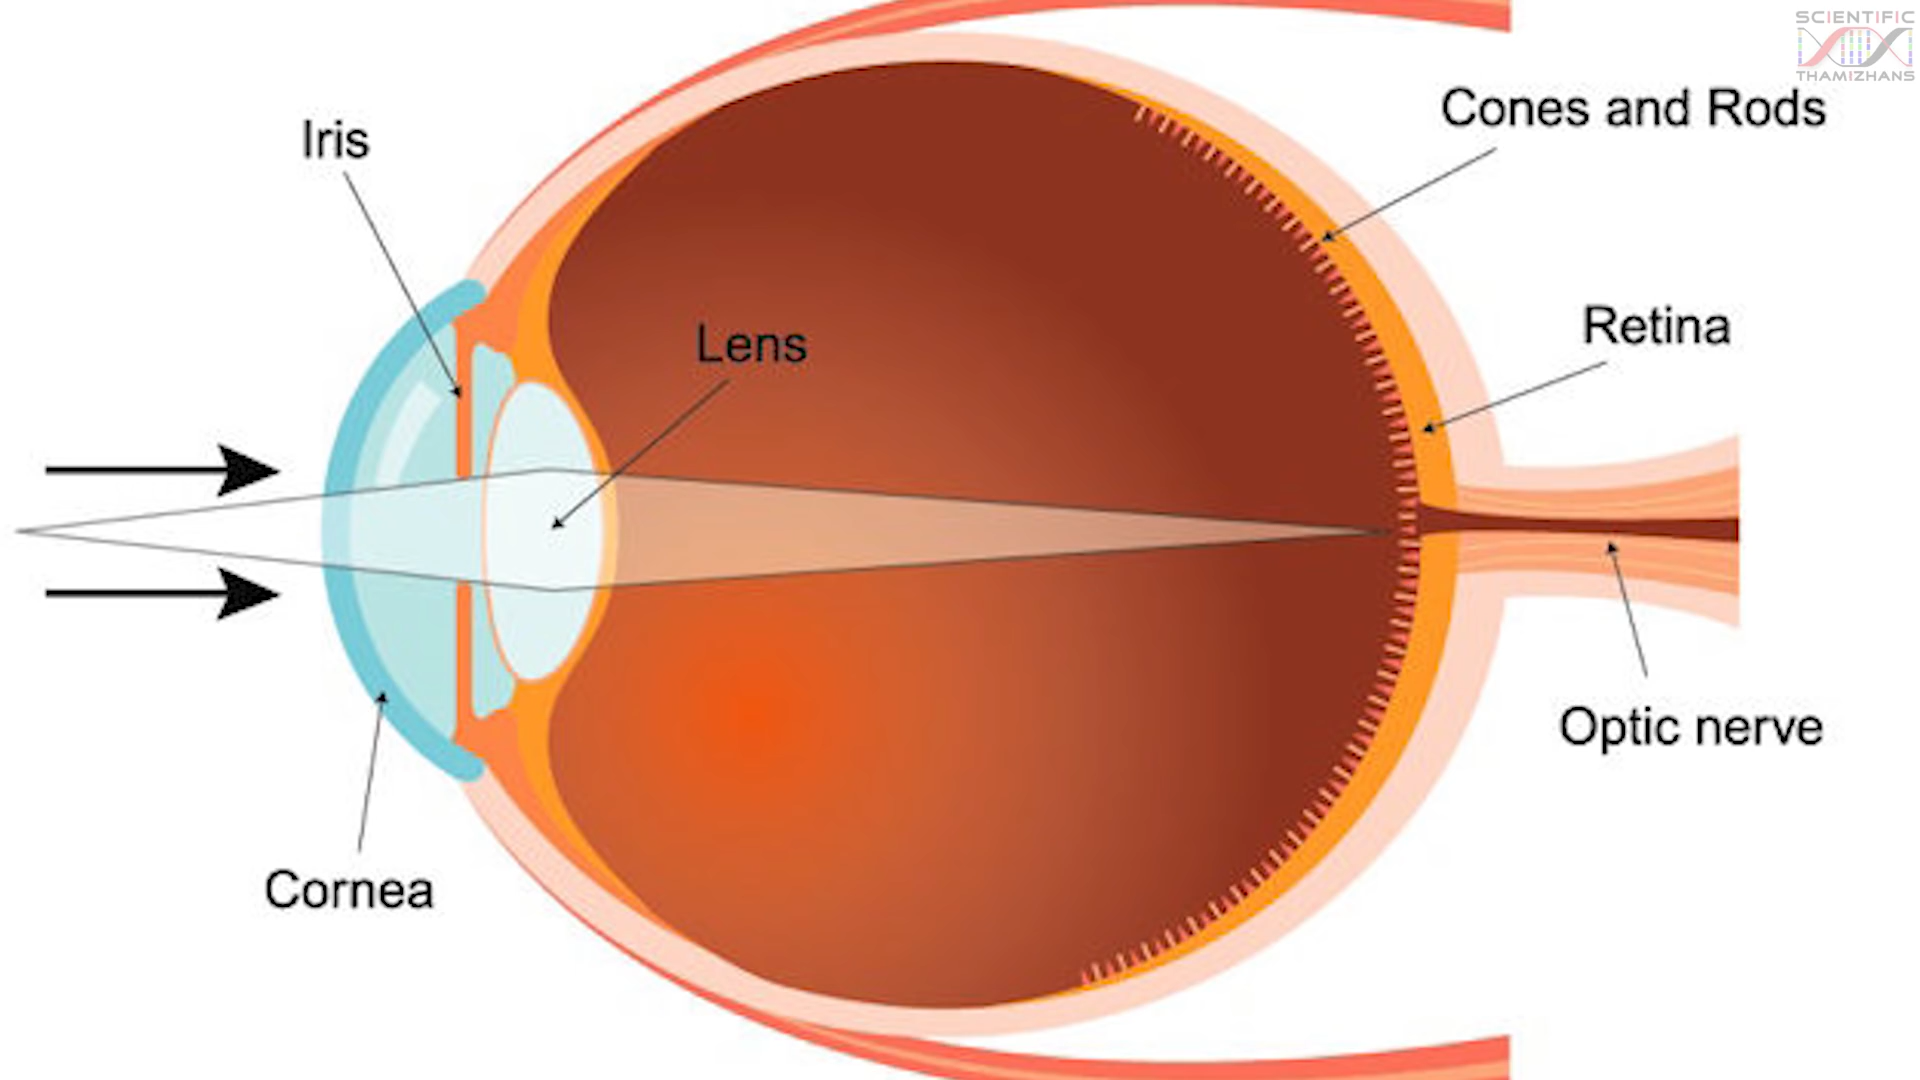 SCIENTIFIC
THAMIZHANS
Cones and Rods
Iris
Retina
Lens
Optic nerve
Cornea